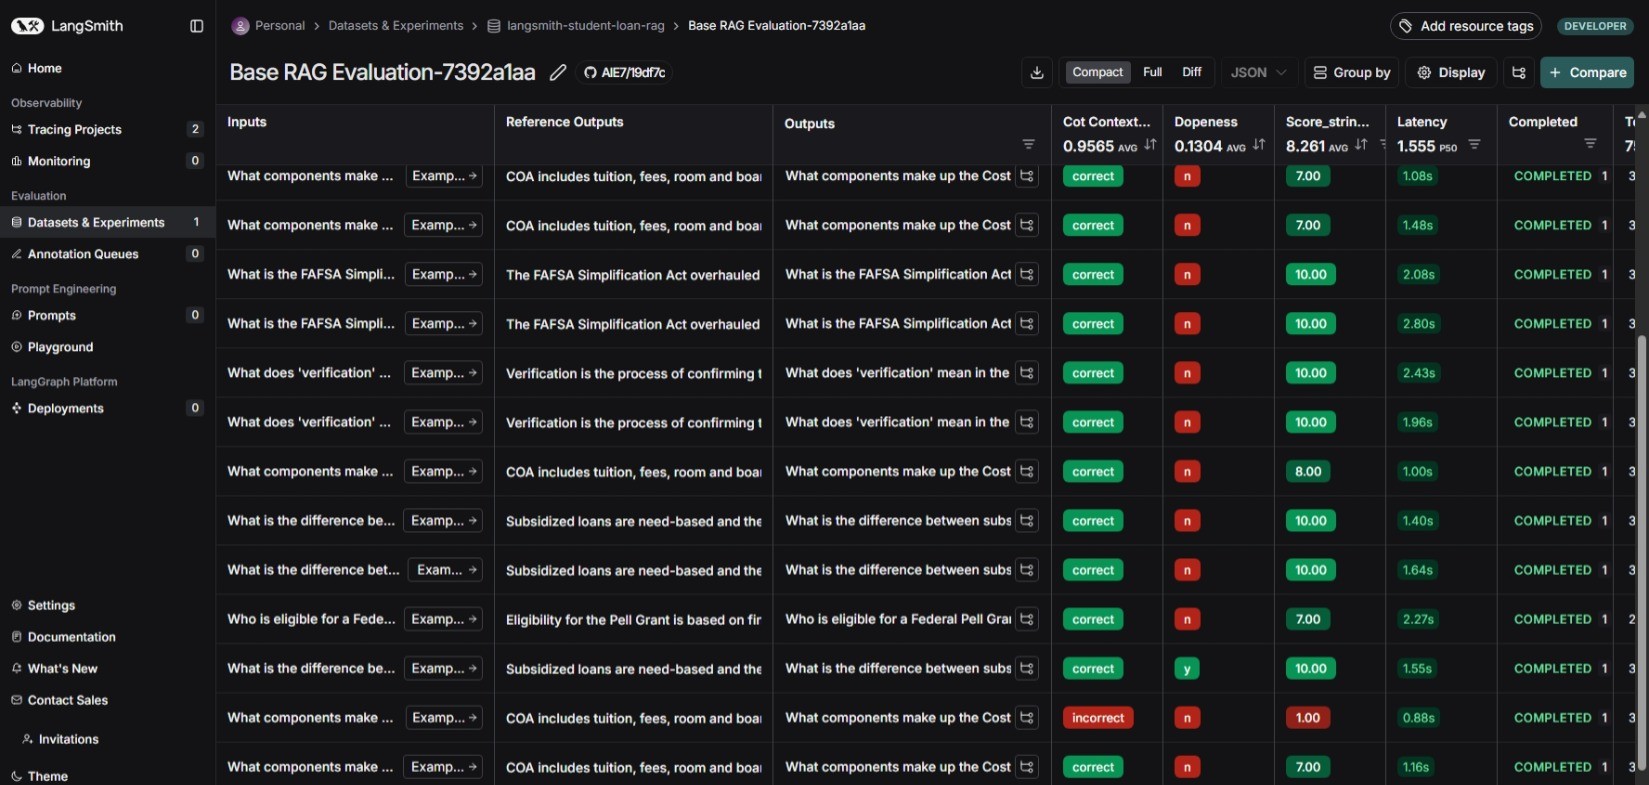 LangSmith
Personal > Datasets & Experiments > langsmith-student-loan-rag > Base RAG Evaluation-7392a1aa
Add resource tags
DEVELOPER
Home
Observability
Tracing Projects 2
Monitoring 0
Evaluation
Datasets & Experiments 1
Annotation Queues 0
Prompt Engineering
Prompts 0
Playground
LangGraph Platform
Deployments 0
Settings
Documentation
What's New
Contact Sales
Invitations
Theme
Base RAG Evaluation-7392a1aa AIE7/19df7c
Compact Full Diff JSON Group by Display + Compare
Inputs Reference Outputs Outputs Cot Context... Dopeness Score_strin... Latency Completed
0.9565 AVG 0.1304 AVG 8.261 AVG 1.555 P50
What components make ... Examp... → COA includes tuition, fees, room and boar What components make up the Cost correct n 7.00 1.08s COMPLETED 1 3
What components make ... Examp... → COA includes tuition, fees, room and boar What components make up the Cost correct n 7.00 1.48s COMPLETED 1 3
What is the FAFSA Simpli... Examp... → The FAFSA Simplification Act overhauled What is the FAFSA Simplification Act correct n 10.00 2.08s COMPLETED 1 3
What is the FAFSA Simpli... Examp... → The FAFSA Simplification Act overhauled What is the FAFSA Simplification Act correct n 10.00 2.80s COMPLETED 1 3
What does 'verification' ... Examp... → Verification is the process of confirming t What does 'verification' mean in the correct n 10.00 2.43s COMPLETED 1 3
What does 'verification' ... Examp... → Verification is the process of confirming t What does 'verification' mean in the correct n 10.00 1.96s COMPLETED 1 3
What components make ... Examp... → COA includes tuition, fees, room and boar What components make up the Cost correct n 8.00 1.00s COMPLETED 1 3
What is the difference be... Examp... → Subsidized loans are need-based and the What is the difference between subs correct n 10.00 1.40s COMPLETED 1 3
What is the difference bet... Exam... → Subsidized loans are need-based and the What is the difference between subs correct n 10.00 1.64s COMPLETED 1 3
Who is eligible for a Fede... Examp... → Eligibility for the Pell Grant is based on fir Who is eligible for a Federal Pell Gra correct n 7.00 2.27s COMPLETED 1 2
What is the difference be... Examp... → Subsidized loans are need-based and the What is the difference between subs correct y 10.00 1.55s COMPLETED 1 3
What components make ... Examp... → COA includes tuition, fees, room and boar What components make up the Cost incorrect n 1.00 0.88s COMPLETED 1 3
What components make ... Examp... → COA includes tuition, fees, room and boar What components make up the Cost correct n 7.00 1.16s COMPLETED 1 3